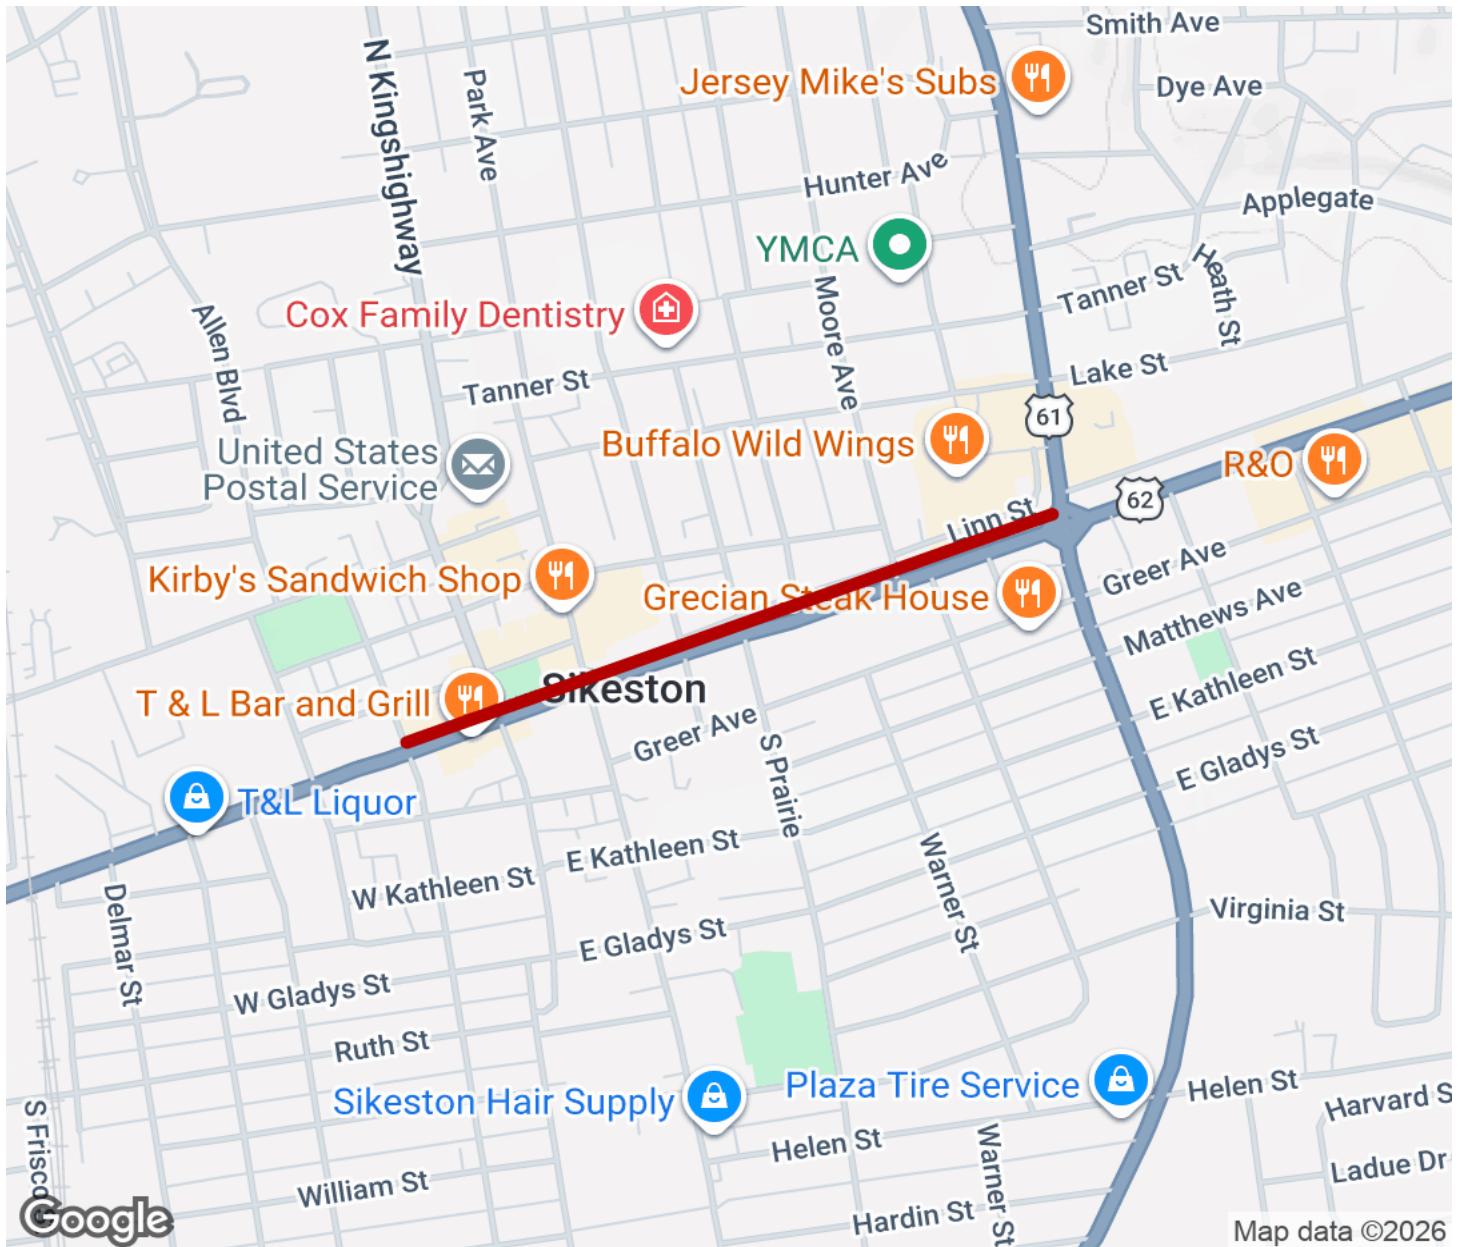 Smith Ave
N Kingshighway
Park Ave
Jersey Mike's Subs
Dye Ave
Hunter Ave
Applegate
YMCA
Heath St
Tanner St
Moore Ave
Cox Family Dentistry
Allen Blvd
Tanner St
Lake St
61
Buffalo Wild Wings
United States
Postal Service
R&O
62
Linn St
Greer Ave
Kirby's Sandwich Shop
Grecian Steak House
Matthews Ave
E Kathleen St
T & L Bar and Grill
Sikeston
Greer Ave
S Prairie
E Gladys St
T&L Liquor
E Kathleen St
Warner St
W Kathleen St
Delmar St
Virginia St
E Gladys St
W Gladys St
Ruth St
Plaza Tire Service
Helen St
Sikeston Hair Supply
Harvard S
S Frisco
Helen St
Warner St
Ladue Dr
William St
Hardin St
Google
Map data ©2026